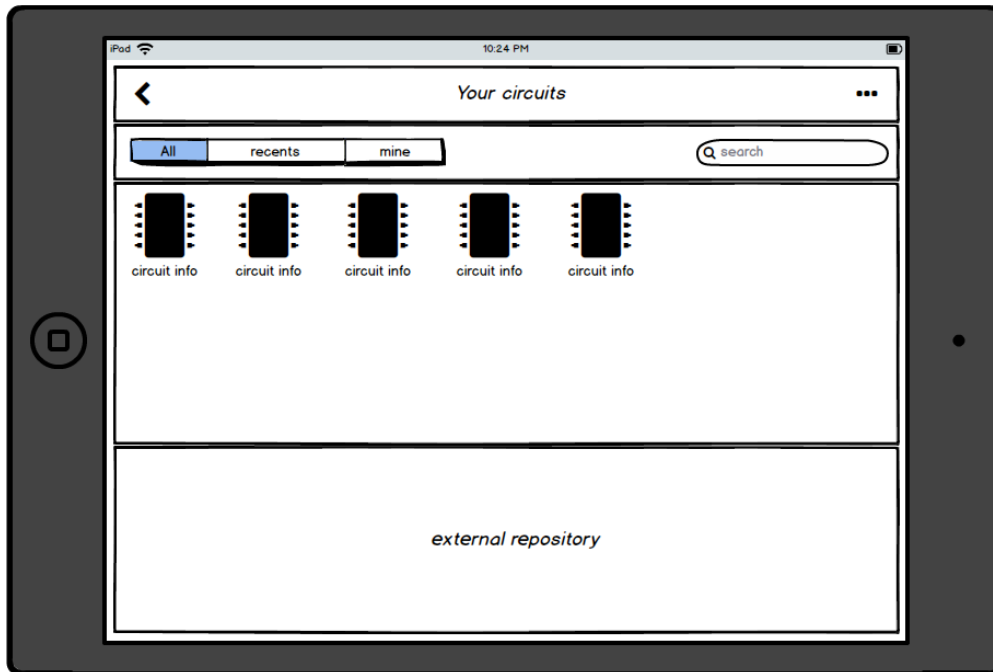 iPad 10:24 PM
Your circuits
All recents mine search
circuit info circuit info circuit info circuit info circuit info
external repository